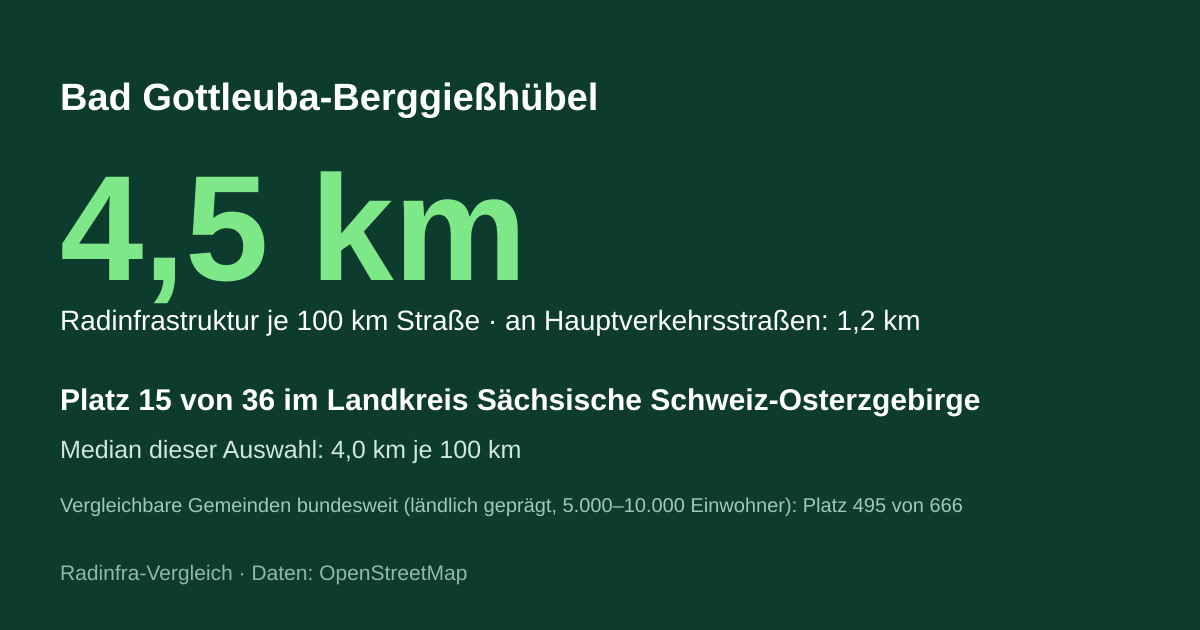 Bad Gottleuba-Berggießhübel
4,5 km
Radinfrastruktur je 100 km Straße · an Hauptverkehrsstraßen: 1,2 km
Platz 15 von 36 im Landkreis Sächsische Schweiz-Osterzgebirge
Median dieser Auswahl: 4,0 km je 100 km
Vergleichbare Gemeinden bundesweit (ländlich geprägt, 5.000–10.000 Einwohner): Platz 495 von 666
Radinfra-Vergleich · Daten: OpenStreetMap